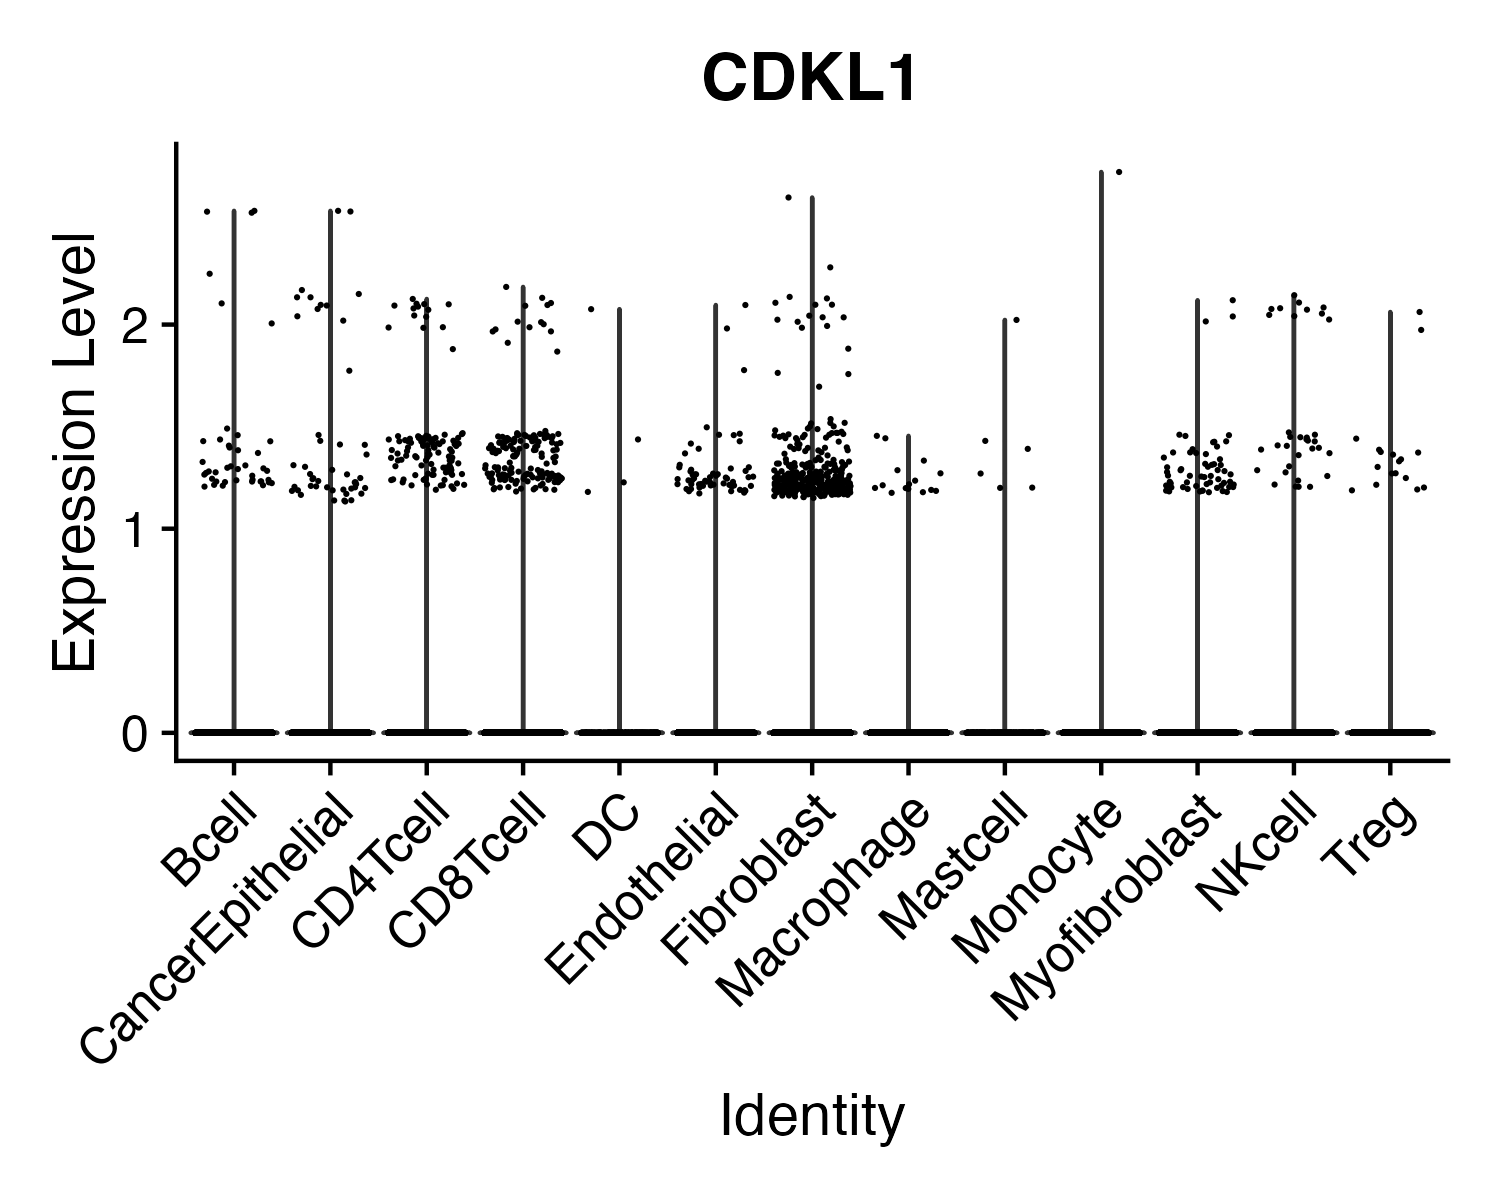 CDKL1
Expression Level
2
1
0
Bcell
CancerEpithelial
CD4Tcell
CD8Tcell
DC
Endothelial
Fibroblast
Macrophage
Mastcell
Monocyte
Myofibroblast
NKcell
Treg
Identity